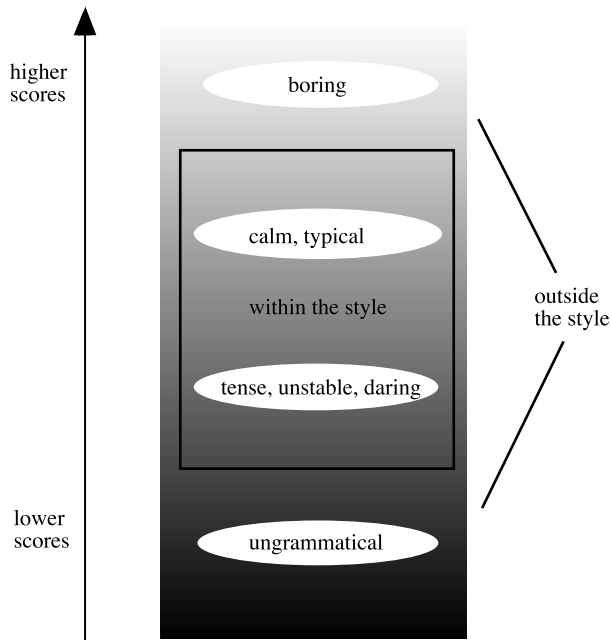 higher
scores
boring
calm, typical
within the style
outside
the style
tense, unstable, daring
lower
scores
ungrammatical